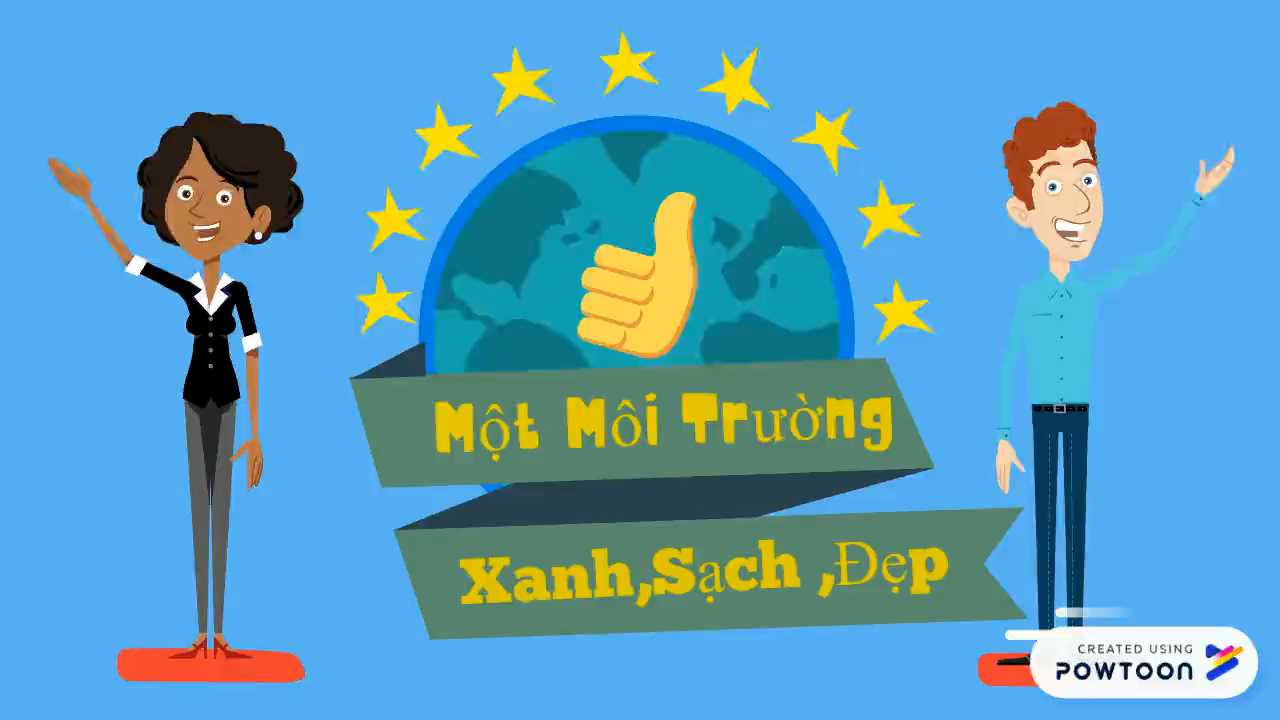 Một Môi Trường
Xanh,Sạch ,Đẹp
CREATED USING
POWTOON